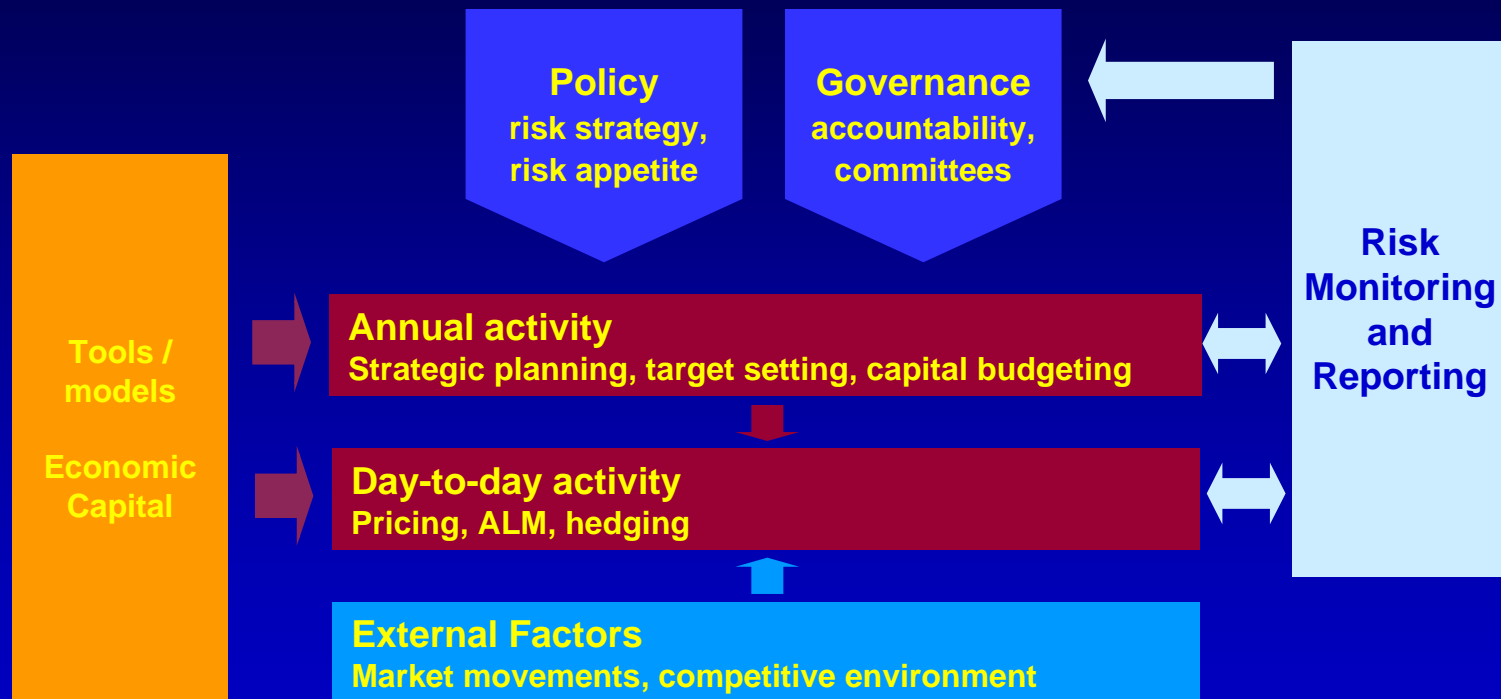 Policy
risk strategy,
risk appetite
Governance
accountability,
committees
Tools /
models
Economic
Capital
Annual activity
Strategic planning, target setting, capital budgeting
Day-to-day activity
Pricing, ALM, hedging
External Factors
Market movements, competitive environment
Risk
Monitoring
and
Reporting